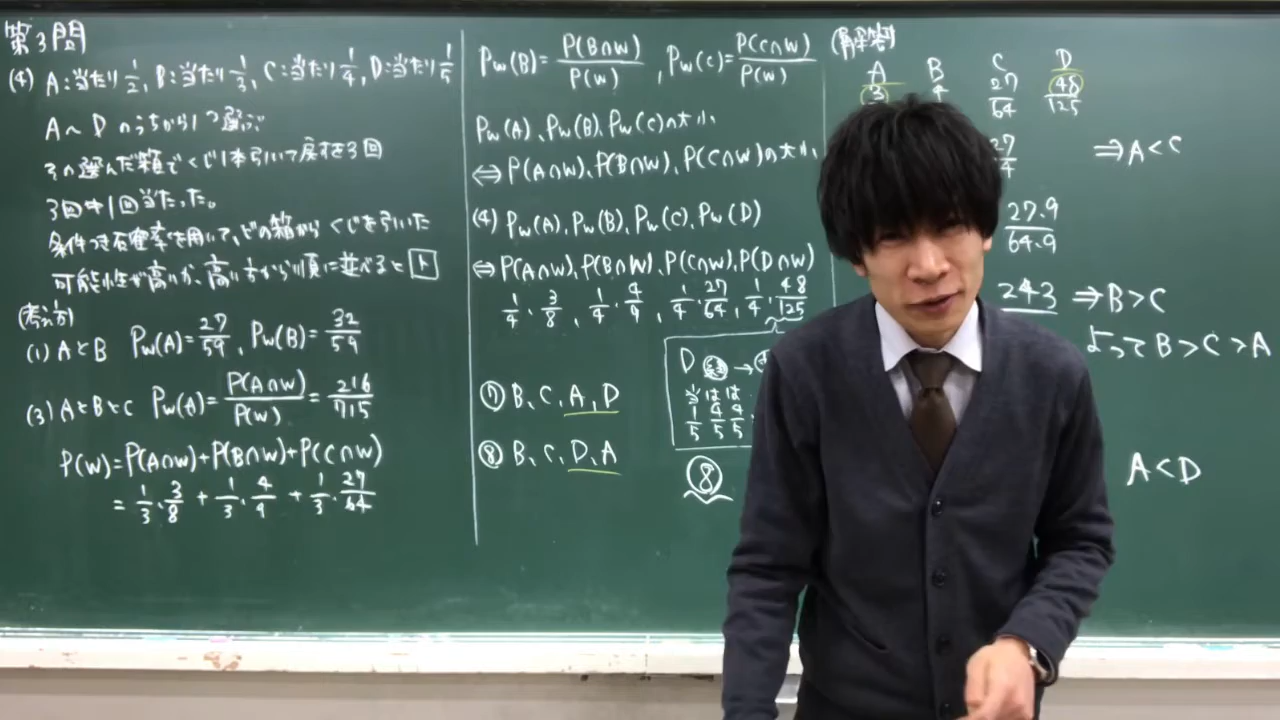 第3問
(4) A:当たり1/2, B:当たり1/3, C:当たり1/4, D:当たり1/5
A～Dのうちから1つ選ぶ
その選んだ箱でくじ1本引いて戻すを3回
3回中1回当たった。
条件つき確率を用いて、どの箱からくじを引いた
可能性が高いか、高い方から順に並べると ト
(考え方)
(1) AとB Pw(A)=27/59, Pw(B)=32/59
(3) AとBとC Pw(A)=P(A∩W)/P(W)=216/715
P(W)=P(A∩W)+P(B∩W)+P(C∩W)
=1/3・3/8+1/3・4/9+1/3・27/64
Pw(B)=P(B∩W)/P(W), Pw(C)=P(C∩W)/P(W)
Pw(A)、Pw(B)、Pw(C)の大小
⇔P(A∩W)、P(B∩W)、P(C∩W)の大小
(4) Pw(A)、Pw(B)、Pw(C)、Pw(D)
⇔P(A∩W)、P(B∩W)、P(C∩W)、P(D∩W)
1/4・3/8, 1/4・4/9, 1/4・27/64, 1/4・48/125
D
当 は は
1/5 4/5 4/5
⑦ B、C、A、D
⑧ B、C、D、A
⑧
(解答)
A B C D
3 4 27/64 48/125
⇒A<C
27・9/64・9
243 ⇒B>C
よってB>C>A
A<D